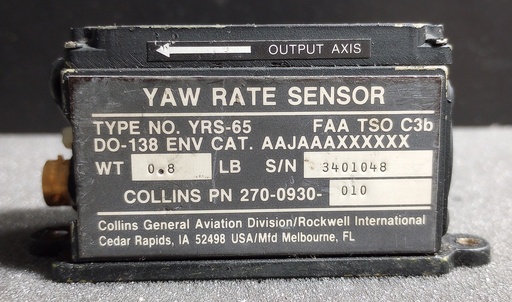 OUTPUT AXIS
YAW RATE SENSOR
TYPE NO. YRS-65 FAA TSO C3b
DO-138 ENV CAT. AAJAAAXXXXXX
WT 0.8 LB S/N 3401048
COLLINS PN 270-0930- 010
Collins General Aviation Division/Rockwell International
Cedar Rapids, IA 52498 USA/Mfd Melbourne, FL